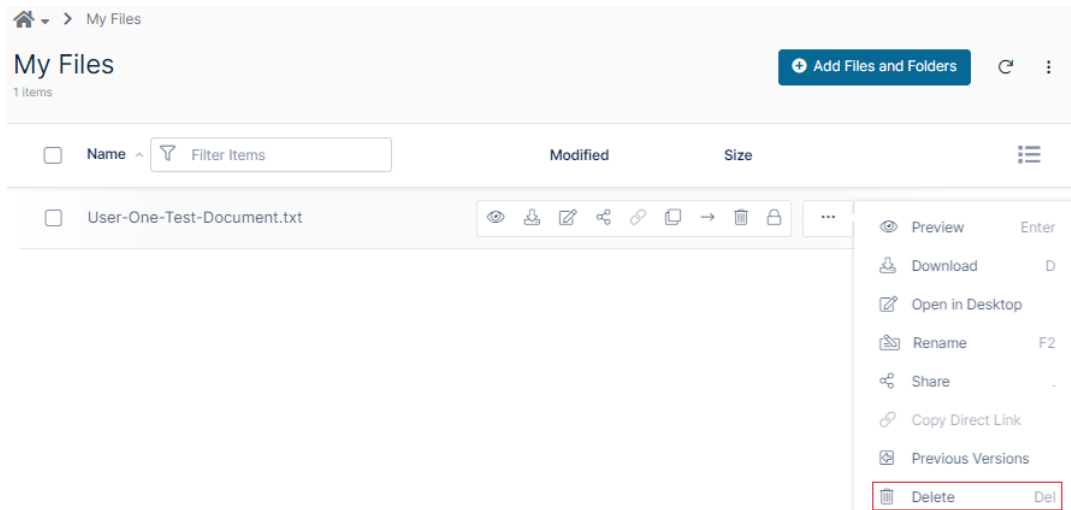 My Files
My Files
Add Files and Folders
1 items
Name Filter Items Modified Size
User-One-Test-Document.txt
Preview Enter
Download D
Open in Desktop
Rename F2
Share .
Copy Direct Link
Previous Versions
Delete Del